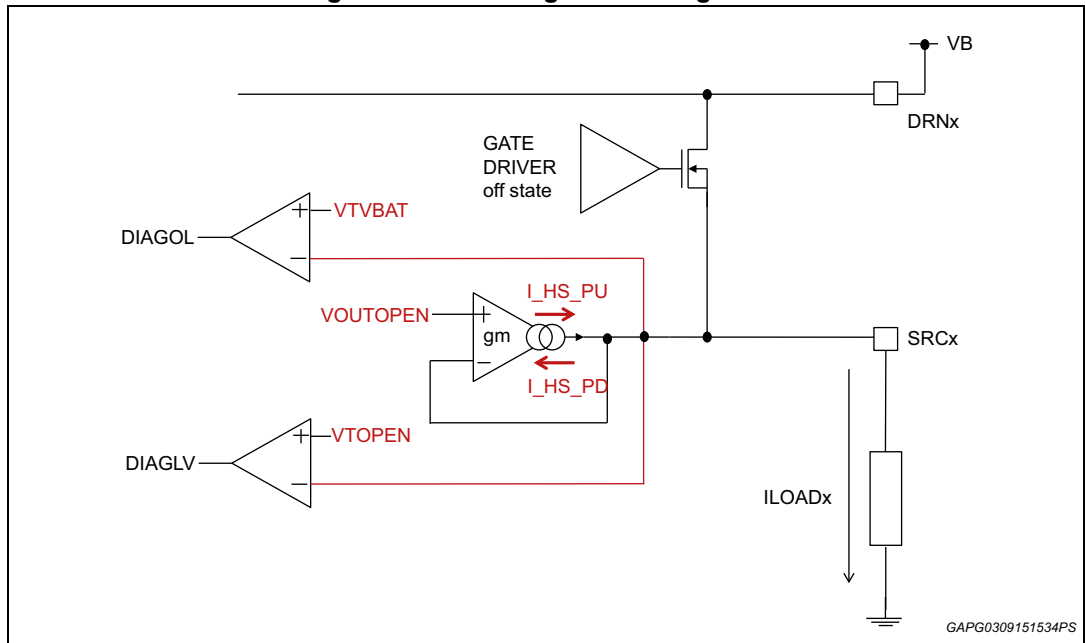 VB
DRNx
GATE
DRIVER
off state
VTVBAT
DIAGOL
I_HS_PU
VOUTOPEN
gm
SRCx
I_HS_PD
VTOPEN
DIAGLV
ILOADx
GAPG0309151534PS